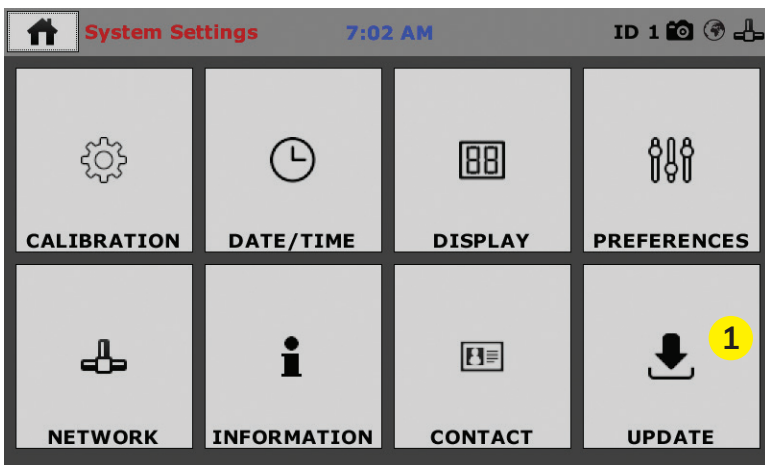 System Settings 7:02 AM ID 1
CALIBRATION DATE/TIME DISPLAY PREFERENCES
1
NETWORK INFORMATION CONTACT UPDATE